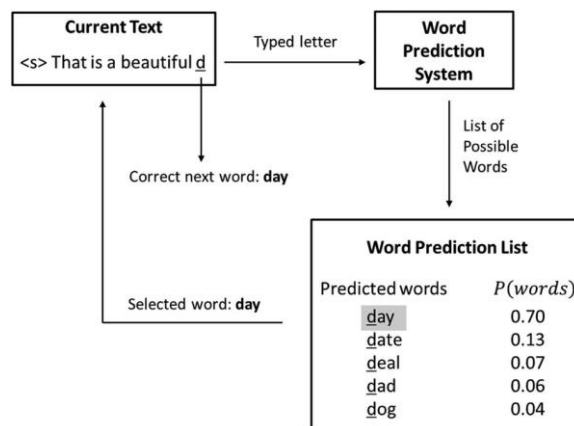 Current Text
<s> That is a beautiful d
Typed letter
Word
Prediction
System
List of
Possible
Words
Correct next word: day
Word Prediction List
Predicted words P(words)
day 0.70
date 0.13
deal 0.07
dad 0.06
dog 0.04
Selected word: day